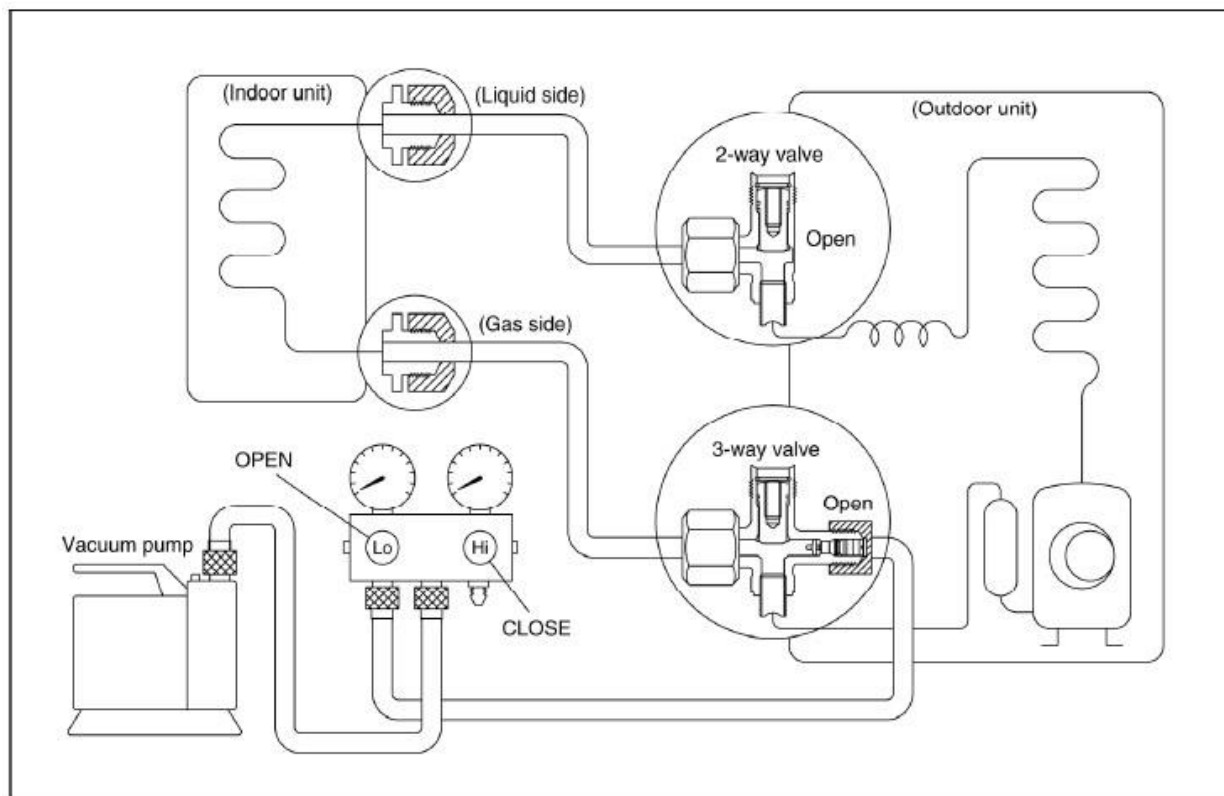 (Indoor unit)
(Liquid side)
(Outdoor unit)
2-way valve
Open
(Gas side)
3-way valve
Open
OPEN
Lo
Hi
Vacuum pump
CLOSE